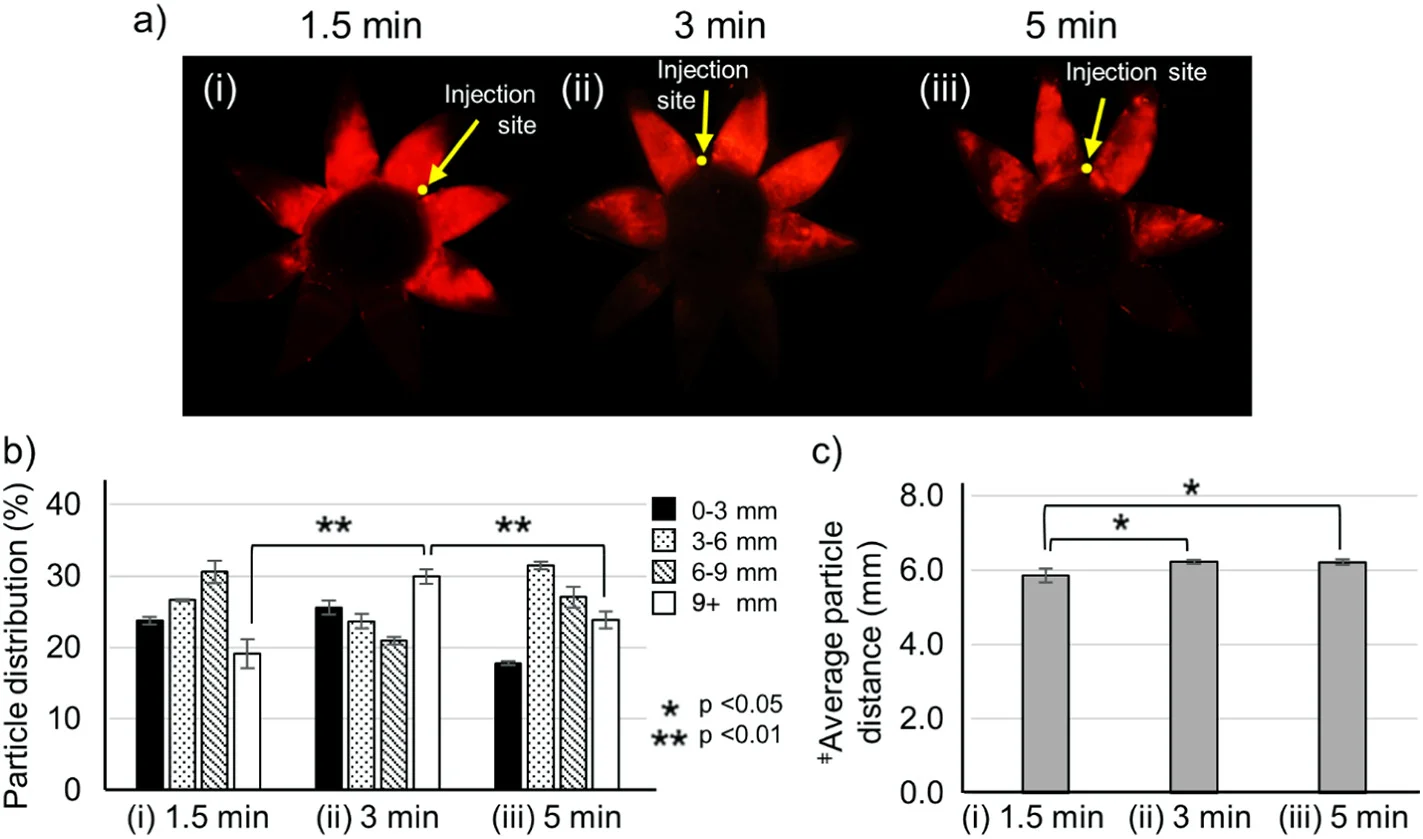 a)
1.5 min
3 min
5 min
(i)
Injection
site
(ii)
Injection
site
(iii)
Injection site
b)
Particle distribution (%)
40
30
20
10
0
**
**
0-3 mm
3-6 mm
6-9 mm
9+ mm
* p <0.05
** p <0.01
(i) 1.5 min
(ii) 3 min
(iii) 5 min
c)
ǂAverage particle
distance (mm)
8.0
6.0
4.0
2.0
0.0
*
*
(i) 1.5 min
(ii) 3 min
(iii) 5 min